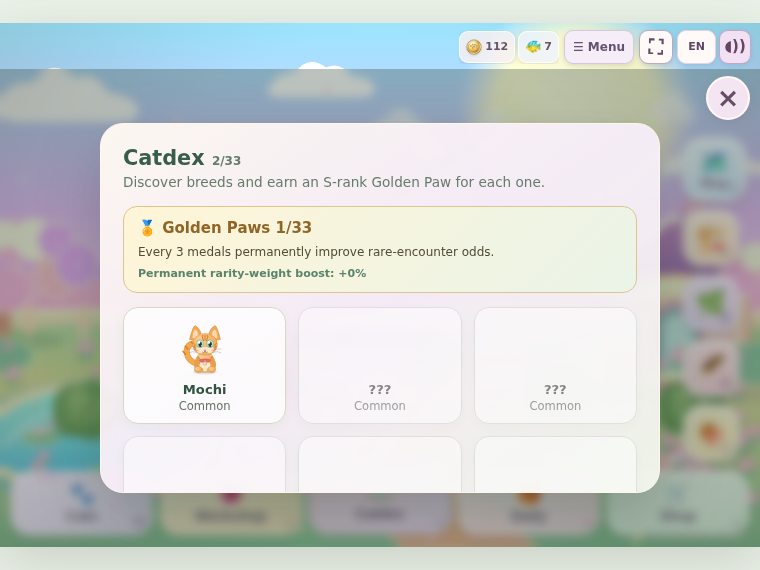 112
7
☰ Menu
EN
Catdex 2/33
Discover breeds and earn an S-rank Golden Paw for each one.
Golden Paws 1/33
Every 3 medals permanently improve rare-encounter odds.
Permanent rarity-weight boost: +0%
Mochi
Common
???
Common
???
Common